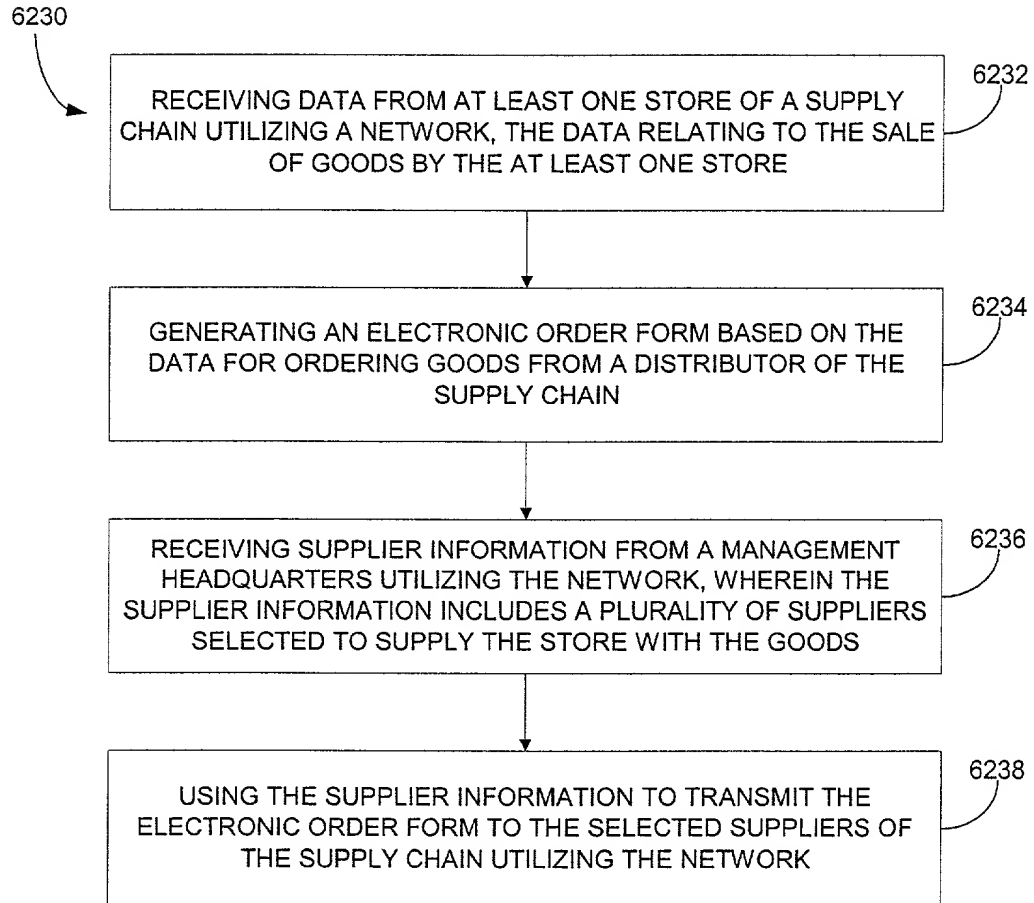 6230
6232
RECEIVING DATA FROM AT LEAST ONE STORE OF A SUPPLY
CHAIN UTILIZING A NETWORK, THE DATA RELATING TO THE SALE
OF GOODS BY THE AT LEAST ONE STORE
6234
GENERATING AN ELECTRONIC ORDER FORM BASED ON THE
DATA FOR ORDERING GOODS FROM A DISTRIBUTOR OF THE
SUPPLY CHAIN
6236
RECEIVING SUPPLIER INFORMATION FROM A MANAGEMENT
HEADQUARTERS UTILIZING THE NETWORK, WHEREIN THE
SUPPLIER INFORMATION INCLUDES A PLURALITY OF SUPPLIERS
SELECTED TO SUPPLY THE STORE WITH THE GOODS
6238
USING THE SUPPLIER INFORMATION TO TRANSMIT THE
ELECTRONIC ORDER FORM TO THE SELECTED SUPPLIERS OF
THE SUPPLY CHAIN UTILIZING THE NETWORK